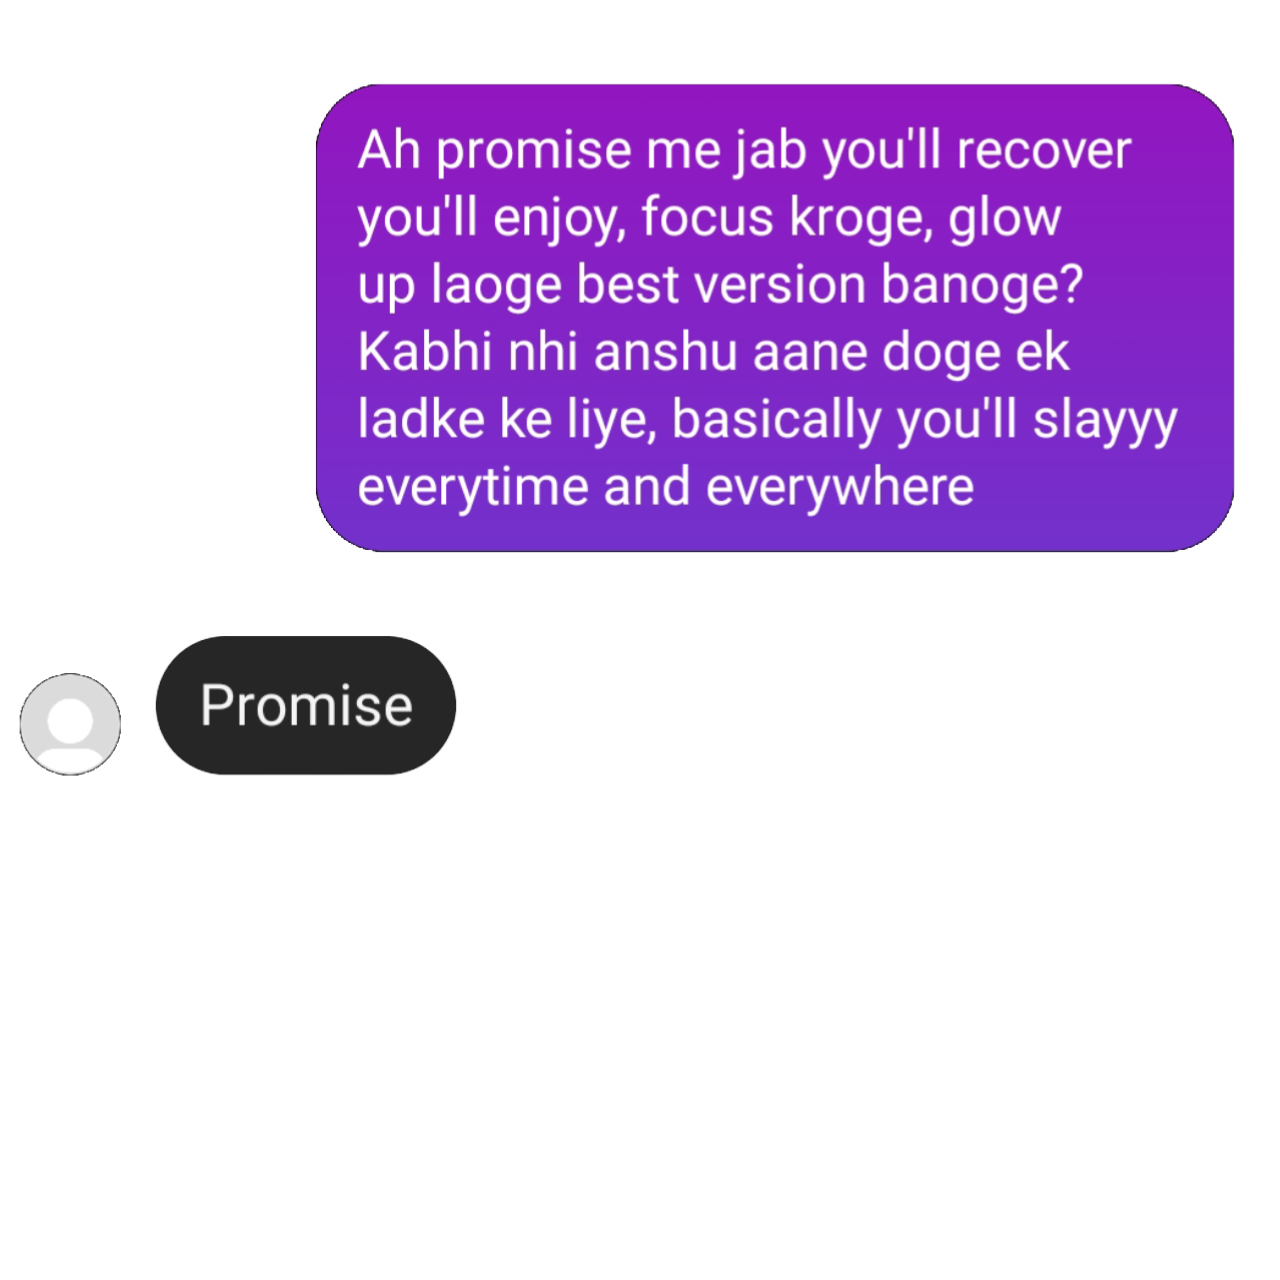 Ah promise me jab you'll recover
you'll enjoy, focus kroge, glow
up laoge best version banoge?
Kabhi nhi anshu aane doge ek
ladke ke liye, basically you'll slayyy
everytime and everywhere
Promise